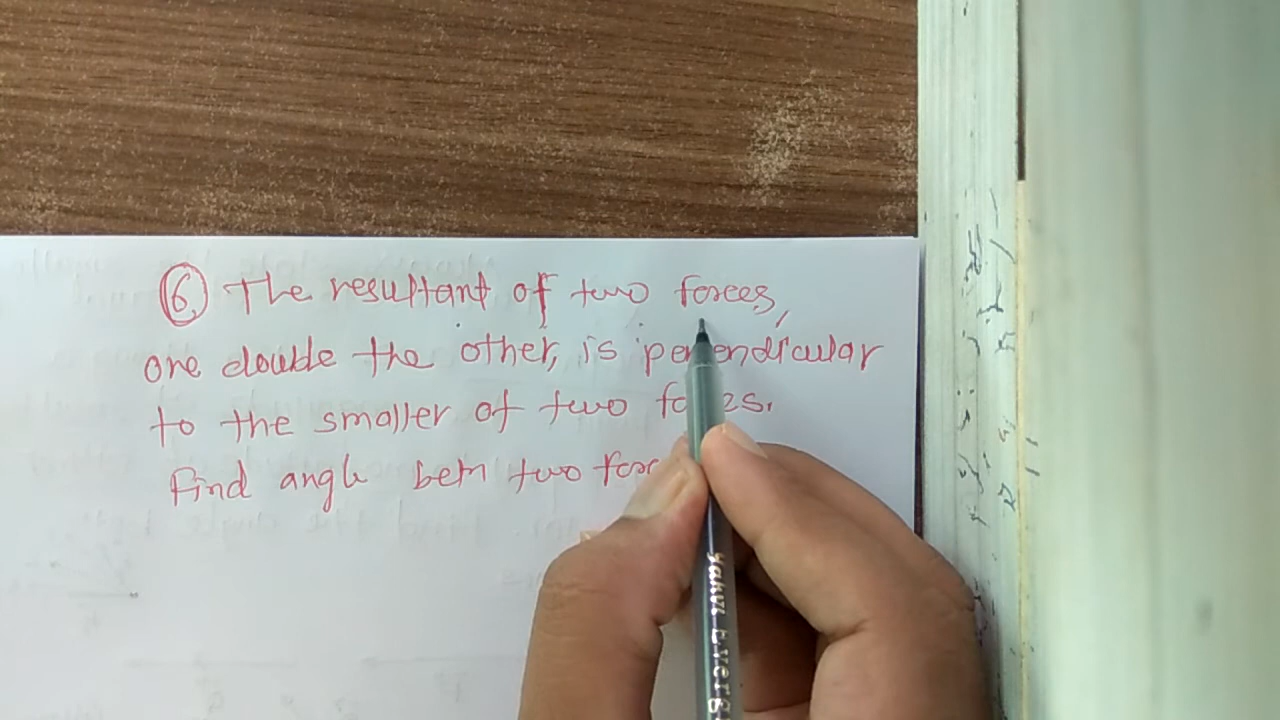 6. The resultant of two forces,
one double the other, is perpendicular
to the smaller of two forces.
Find angle betn two